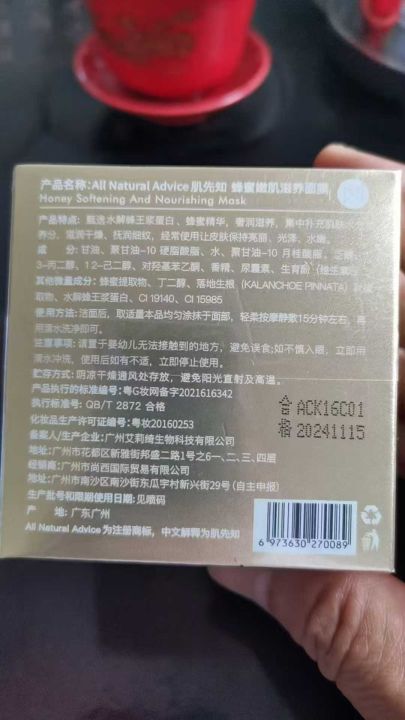 产品名称:All Natural Advice 肌先知 蜂蜜嫩肌滋养面膜
Honey Softening And Nourishing Mask
产品特点: 甄选水解蜂王浆蛋白、蜂蜜精华, 奢润滋养, 集中补充肌肤
养分, 滋润干燥、抚润细纹, 经常使用让皮肤保持亮丽、光泽、水嫩。
成 分: 甘油、聚甘油-10 硬脂酸酯、水、聚甘油-10 月桂酸酯、
3-丙二醇、1 2-己二醇、对羟基苯乙酮、香精、尿囊素、生育酚(维生素
其他微量成分: 蜂蜜提取物、丁二醇、落地生根 (KALANCHOE PINNATA)
取物、水解蜂王浆蛋白、CI 19140、CI 15985
使用方法: 洁面后, 取适量本品均匀涂抹于面部, 轻柔按摩静敷15分钟左右, 再
用清水洗净即可。
注意事项: 请置于婴幼儿无法接触到的地方, 避免误食;如不慎入眼, 立即用
清水冲洗, 使用后如有不适, 立即停止使用。
贮存方式: 阴凉干燥通风处存放, 避免阳光直射及高温。
产品执行的标准编号:粤G妆网备字2021616342
执行标准号: QB/T 2872 合格
化妆品生产许可证编号:粤妆20160253
备案人/生产企业:广州艾莉绮生物科技有限公司
地址:广州市花都区新雅街邦盛二路1号之6一、二、三、四层
经销商:广州市尚西国际贸易有限公司
地址:广州市南沙区南沙街东瓜宇村新兴街29号(自主申报)
生产批号和限期使用日期:见喷码
产 地: 广东广州
All Natural Advice 为注册商标, 中文解释为肌先知
合 ACK16C01
格 20241115
6 973630 270089